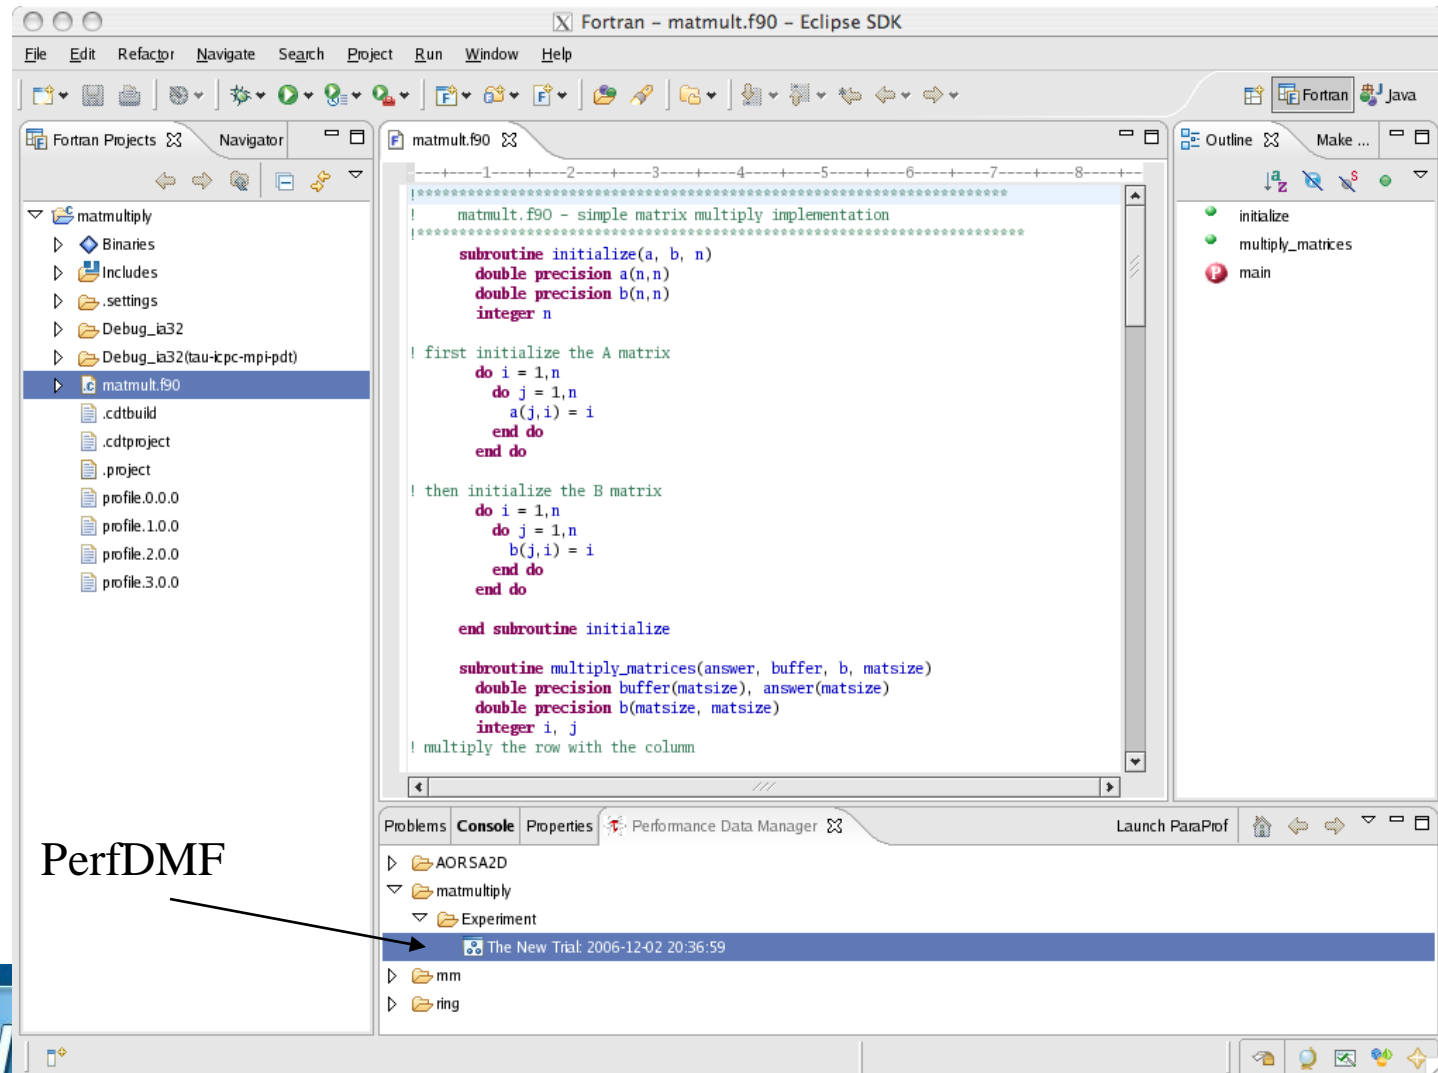 Fortran – matmult.f90 – Eclipse SDK
File Edit Refactor Navigate Search Project Run Window Help
Fortran Java
Fortran Projects Navigator
matmult.f90
Outline Make ...
----+----1----+----2----+----3----+----4----+----5----+----6----+----7----+----8----+--
matmultiply
Binaries
Includes
.settings
Debug_ia32
Debug_ia32(tau-icpc-mpi-pdt)
matmult.f90
.cdtbuild
.cdtproject
.project
profile.0.0.0
profile.1.0.0
profile.2.0.0
profile.3.0.0
!**********************************************************************
! matmult.f90 – simple matrix multiply implementation
!************************************************************************
subroutine initialize(a, b, n)
double precision a(n,n)
double precision b(n,n)
integer n
! first initialize the A matrix
do i = 1,n
do j = 1,n
a(j,i) = i
end do
end do
! then initialize the B matrix
do i = 1,n
do j = 1,n
b(j,i) = i
end do
end do
end subroutine initialize
subroutine multiply_matrices(answer, buffer, b, matsize)
double precision buffer(matsize), answer(matsize)
double precision b(matsize, matsize)
integer i, j
! multiply the row with the column
initialize
multiply_matrices
main
Problems Console Properties Performance Data Manager Launch ParaProf
AORSA2D
matmultiply
Experiment
The New Trial: 2006-12-02 20:36:59
mm
ring
PerfDMF